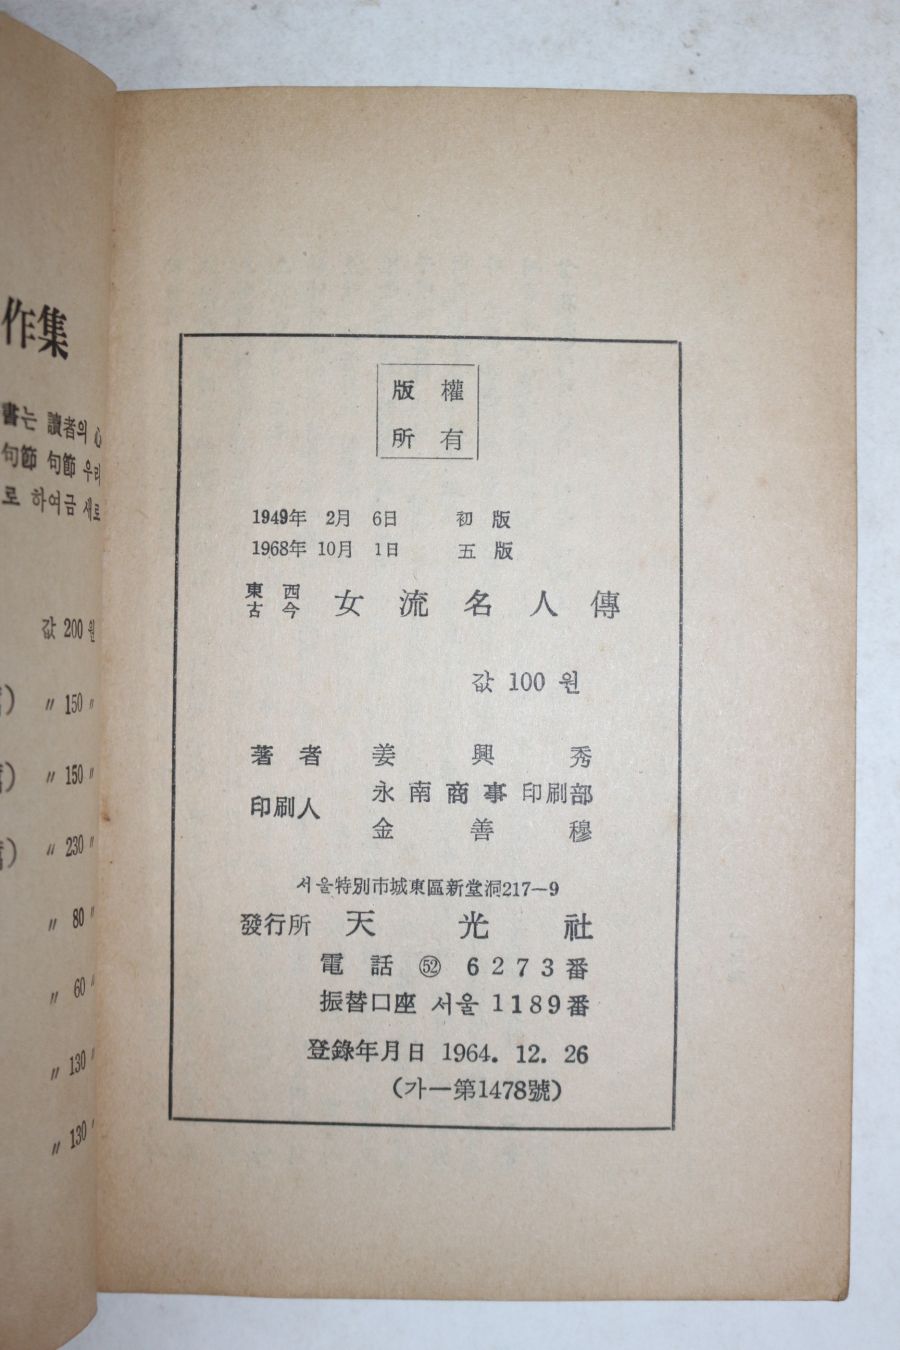 作集
書는 讀者의 心
句節 句節 우리
로 하여금 새로
값 200 원
〃 150 〃
〃 150 〃
〃 230 〃
〃 80 〃
〃 60 〃
〃 130 〃
〃 130 〃
版 權
所 有
1949年 2月 6日 初 版
1968年 10月 1日 五 版
東西古今 女流名人傳
값 100 원
著者 姜興秀
印刷人 永南商事印刷部
金善穆
서울特別市城東區新堂洞217—9
發行所 天光社
電話 52 6273番
振替口座 서울 1189番
登錄年月日 1964. 12. 26
(가—第1478號)